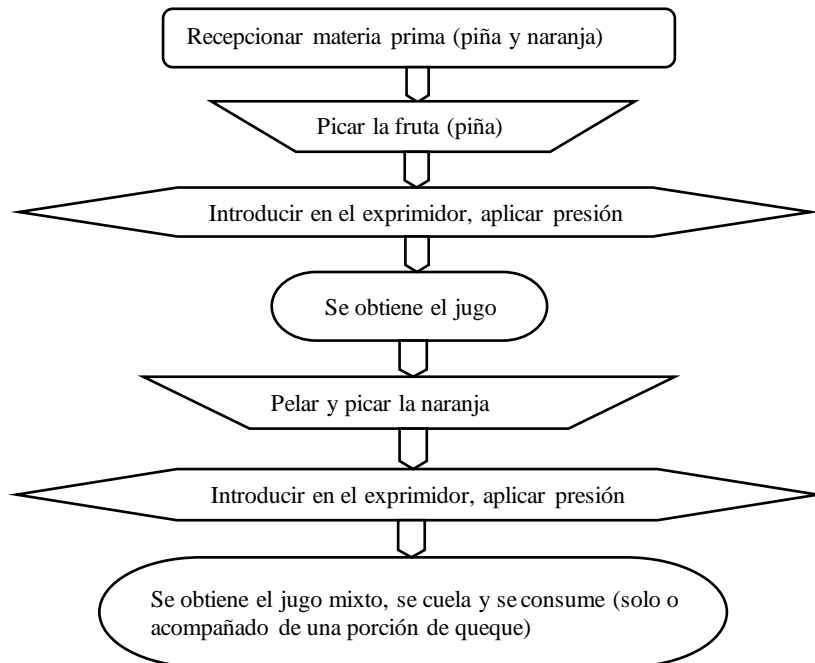 Recepcionar materia prima (piña y naranja)
Picar la fruta (piña)
Introducir en el exprimidor, aplicar presión
Se obtiene el jugo
Pelar y picar la naranja
Introducir en el exprimidor, aplicar presión
Se obtiene el jugo mixto, se cuela y se consume (solo o
acompañado de una porción de queque)